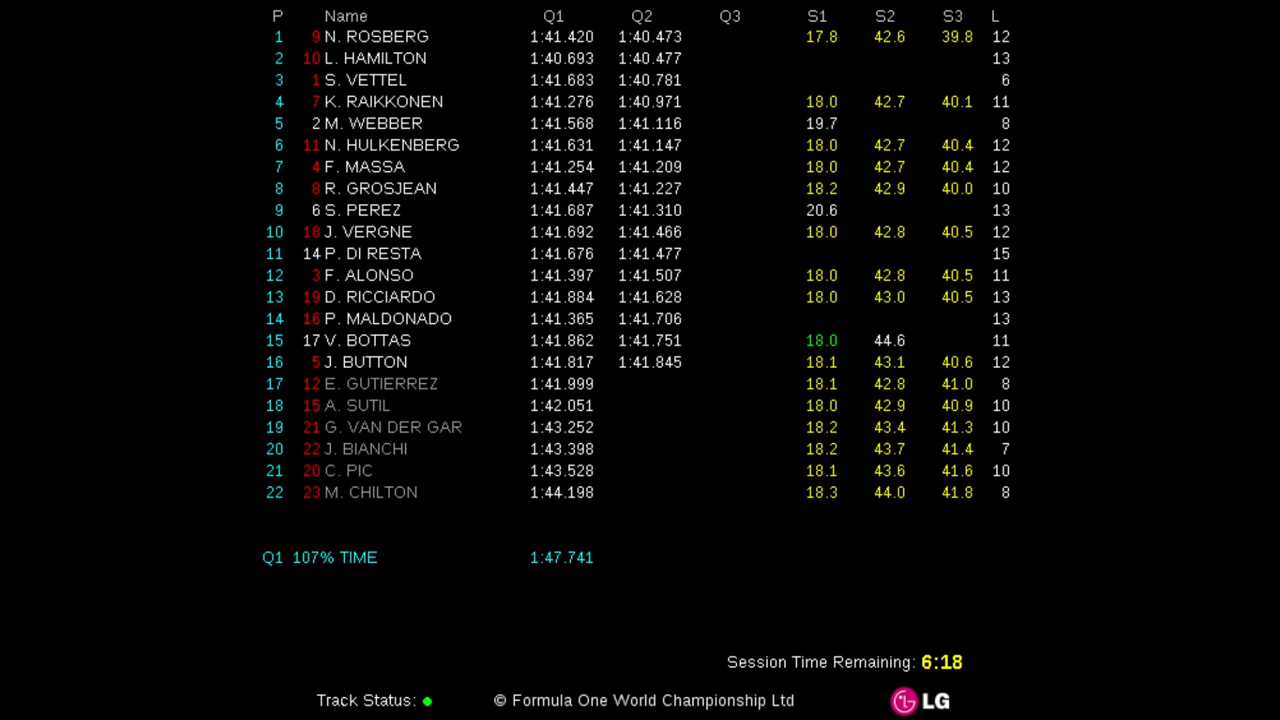 P Name Q1 Q2 Q3 S1 S2 S3 L
1 9 N. ROSBERG 1:41.420 1:40.473 17.8 42.6 39.8 12
2 10 L. HAMILTON 1:40.693 1:40.477 13
3 1 S. VETTEL 1:41.683 1:40.781 6
4 7 K. RAIKKONEN 1:41.276 1:40.971 18.0 42.7 40.1 11
5 2 M. WEBBER 1:41.568 1:41.116 19.7 8
6 11 N. HULKENBERG 1:41.631 1:41.147 18.0 42.7 40.4 12
7 4 F. MASSA 1:41.254 1:41.209 18.0 42.7 40.4 12
8 8 R. GROSJEAN 1:41.447 1:41.227 18.2 42.9 40.0 10
9 6 S. PEREZ 1:41.687 1:41.310 20.6 13
10 18 J. VERGNE 1:41.692 1:41.466 18.0 42.8 40.5 12
11 14 P. DI RESTA 1:41.676 1:41.477 15
12 3 F. ALONSO 1:41.397 1:41.507 18.0 42.8 40.5 11
13 19 D. RICCIARDO 1:41.884 1:41.628 18.0 43.0 40.5 13
14 16 P. MALDONADO 1:41.365 1:41.706 13
15 17 V. BOTTAS 1:41.862 1:41.751 18.0 44.6 11
16 5 J. BUTTON 1:41.817 1:41.845 18.1 43.1 40.6 12
17 12 E. GUTIERREZ 1:41.999 18.1 42.8 41.0 8
18 15 A. SUTIL 1:42.051 18.0 42.9 40.9 10
19 21 G. VAN DER GAR 1:43.252 18.2 43.4 41.3 10
20 22 J. BIANCHI 1:43.398 18.2 43.7 41.4 7
21 20 C. PIC 1:43.528 18.1 43.6 41.6 10
22 23 M. CHILTON 1:44.198 18.3 44.0 41.8 8
Q1 107% TIME 1:47.741
Session Time Remaining: 6:18
Track Status: © Formula One World Championship Ltd LG